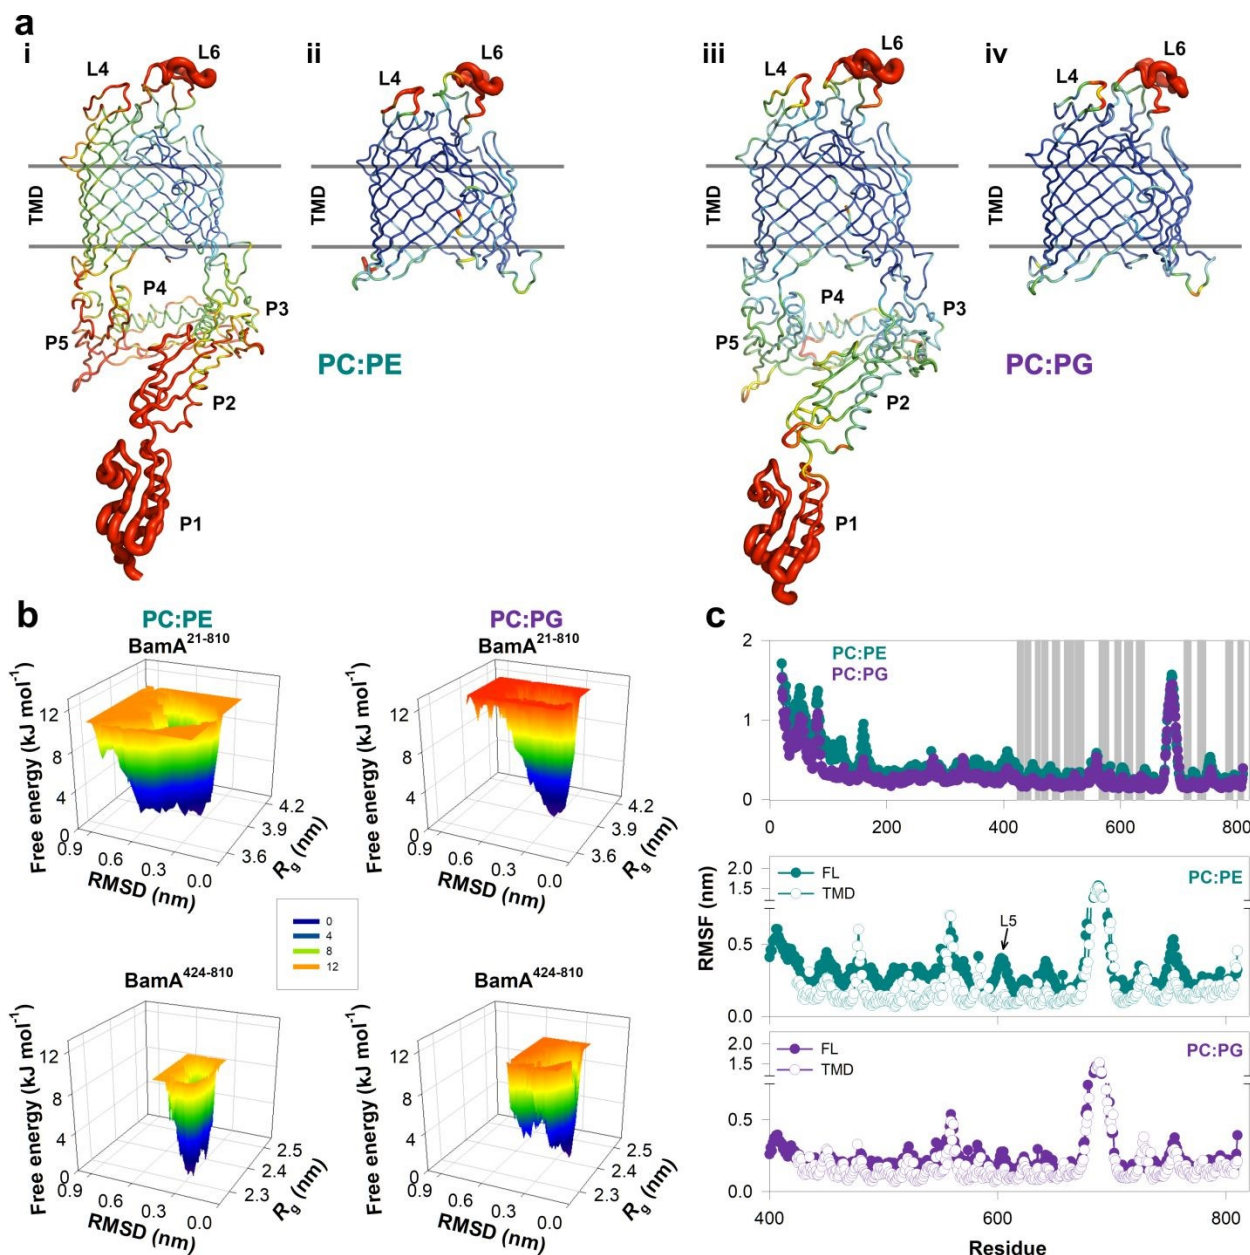 a
i
ii
iii
iv
L4
L6
TMD
P4
P3
P5
P2
P1
L4
L6
TMD
PC:PE
L4
L6
TMD
P4
P3
P5
P2
P1
L4
L6
TMD
PC:PG
b
PC:PE
BamA21-810
Free energy (kJ mol-1)
12
8
4
0
0.9
0.6
0.3
0.0
RMSD (nm)
3.6
3.9
4.2
Rg (nm)
PC:PG
BamA21-810
Free energy (kJ mol-1)
12
8
4
0
0.9
0.6
0.3
0.0
RMSD (nm)
3.6
3.9
4.2
Rg (nm)
0
4
8
12
BamA424-810
Free energy (kJ mol-1)
12
8
4
0
0.9
0.6
0.3
0.0
RMSD (nm)
2.3
2.4
2.5
Rg (nm)
BamA424-810
Free energy (kJ mol-1)
12
8
4
0
0.9
0.6
0.3
0.0
RMSD (nm)
2.3
2.4
2.5
Rg (nm)
c
2
1
0
PC:PE
PC:PG
0 200 400 600 800
RMSF (nm)
2.0
1.5
0.5
0.0
FL
TMD
L5
PC:PE
2.0
1.5
0.5
0.0
FL
TMD
PC:PG
400 600 800
Residue